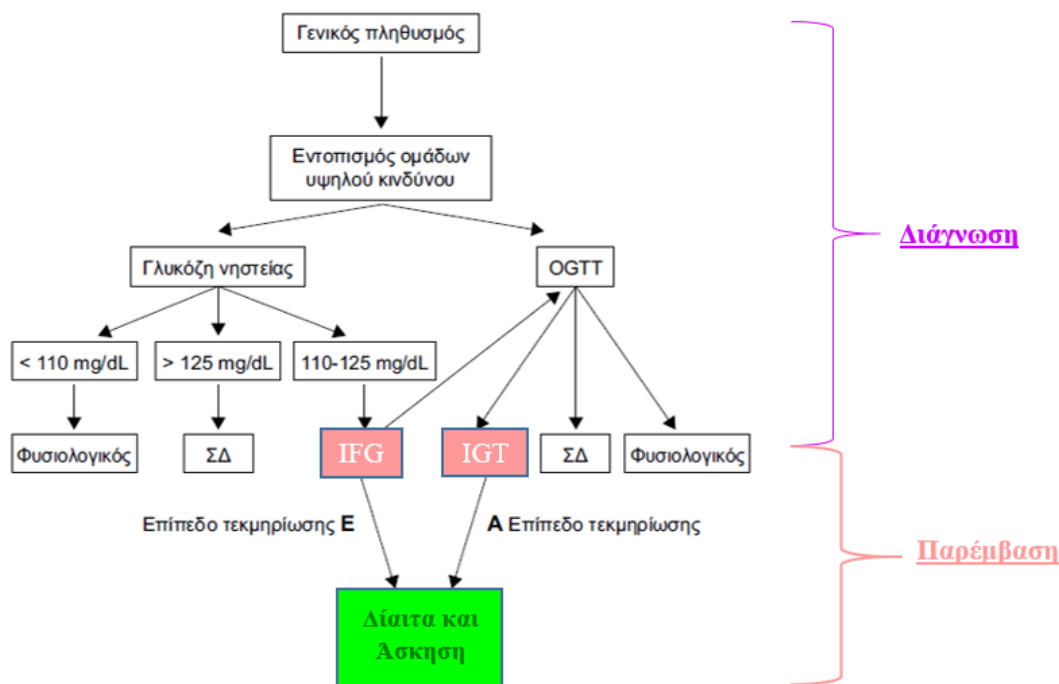 Γενικός πληθυσμός
Εντοπισμός ομάδων
υψηλού κινδύνου
Διάγνωση
Γλυκόζη νηστείας
OGTT
< 110 mg/dL
> 125 mg/dL
110-125 mg/dL
Φυσιολογικός
ΣΔ
IFG
IGT
ΣΔ
Φυσιολογικός
Επίπεδο τεκμηρίωσης E
A Επίπεδο τεκμηρίωσης
Παρέμβαση
Δίαιτα και
Άσκηση